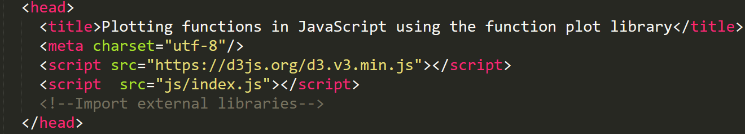 <head>
<title>Plotting functions in JavaScript using the function plot library</title>
<meta charset="utf-8"/>
<script src="https://d3js.org/d3.v3.min.js"></script>
<script  src="js/index.js"></script>
<!--Import external libraries-->
</head>